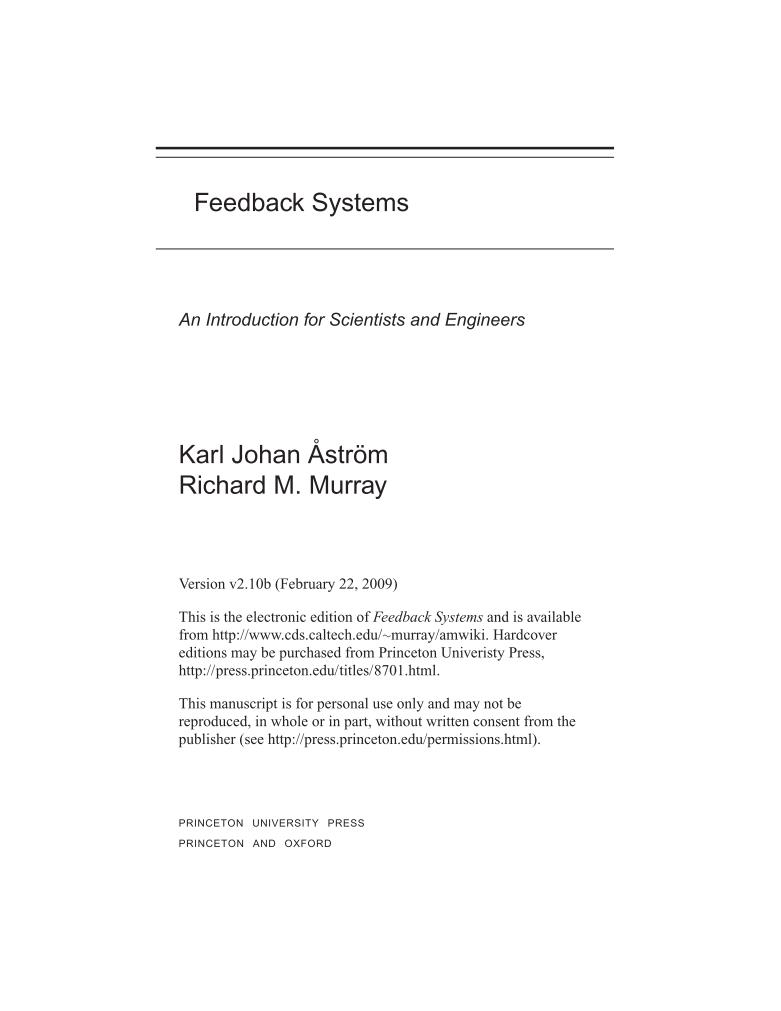 Feedback Systems
An Introduction for Scientists and Engineers
Karl Johan Åström
Richard M. Murray
Version v2.10b (February 22, 2009)
This is the electronic edition of Feedback Systems and is available
from http://www.cds.caltech.edu/~murray/amwiki. Hardcover
editions may be purchased from Princeton Univeristy Press,
http://press.princeton.edu/titles/8701.html.
This manuscript is for personal use only and may not be
reproduced, in whole or in part, without written consent from the
publisher (see http://press.princeton.edu/permissions.html).
PRINCETON UNIVERSITY PRESS
PRINCETON AND OXFORD